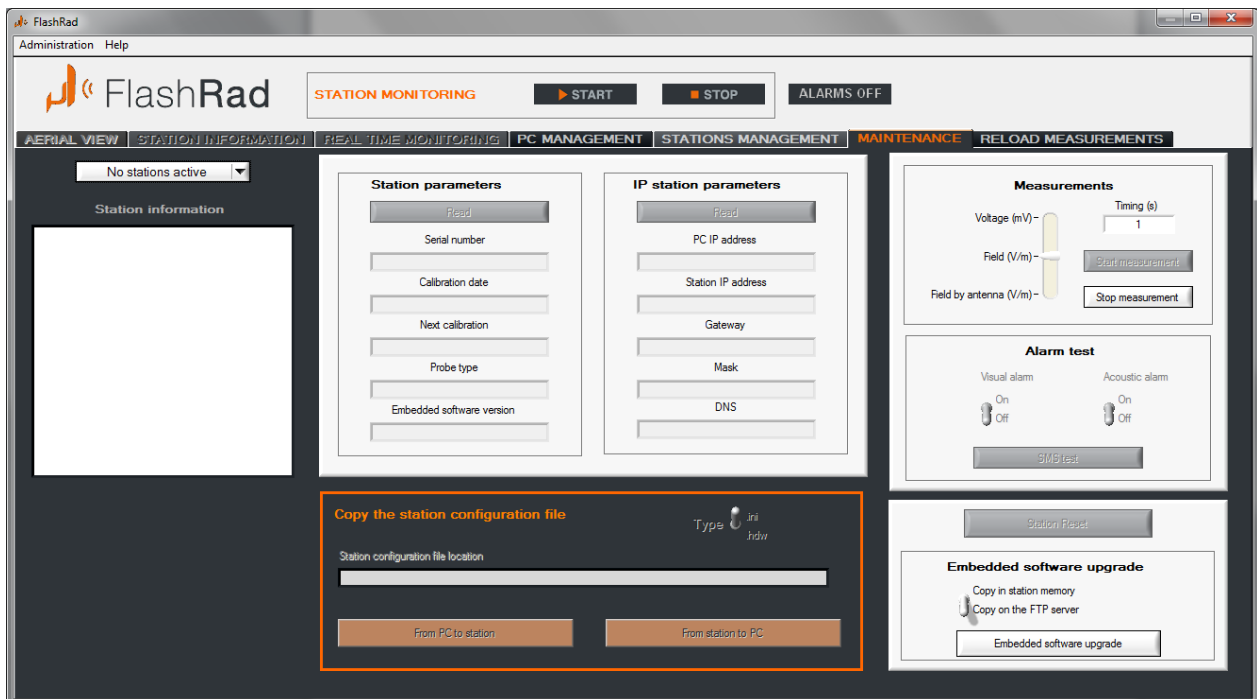 FlashRad
Administration Help
FlashRad
STATION MONITORING
START
STOP
ALARMS OFF
AERIAL VIEW
STATION INFORMATION
REAL TIME MONITORING
PC MANAGEMENT
STATIONS MANAGEMENT
MAINTENANCE
RELOAD MEASUREMENTS
No stations active
Station information
Station parameters
Read
Serial number
Calibration date
Next calibration
Probe type
Embedded software version
IP station parameters
Read
PC IP address
Station IP address
Gateway
Mask
DNS
Copy the station configuration file
Type
.ini
.hdw
Station configuration file location
From PC to station
From station to PC
Measurements
Voltage (mV)
Field (V/m)
Field by antenna (V/m)
Timing (s)
1
Start measurement
Stop measurement
Alarm test
Visual alarm
On
Off
Acoustic alarm
On
Off
SMS test
Station Reset
Embedded software upgrade
Copy in station memory
Copy on the FTP server
Embedded software upgrade